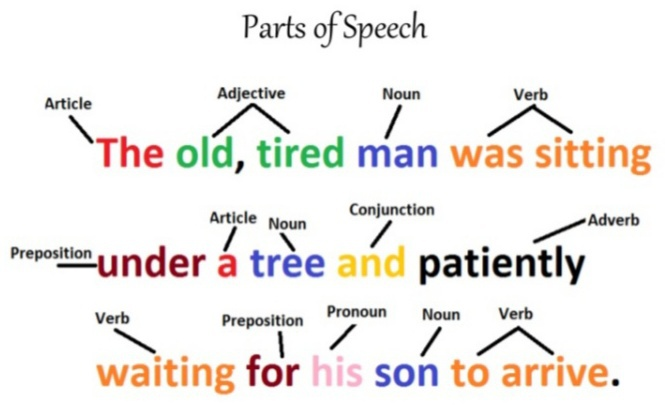 Parts of Speech
Article Adjective Noun Verb
The old, tired man was sitting
Article Noun Conjunction Adverb
Preposition under a tree and patiently
Verb Preposition Pronoun Noun Verb
waiting for his son to arrive.